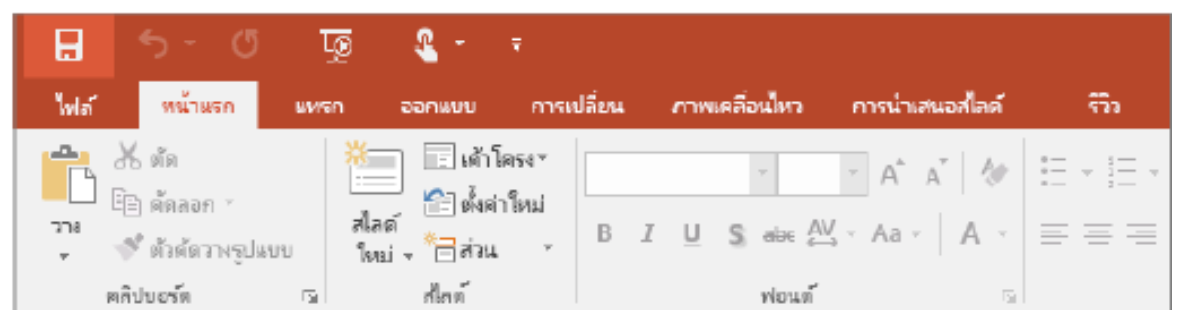 ไฟล์ หน้าแรก แทรก ออกแบบ การเปลี่ยน ภาพเคลื่อนไหว การนำเสนอสไลด์ รีวิว
วาง
ตัด
คัดลอก
ตัวคัดวางรูปแบบ
คลิปบอร์ด
สไลด์
ใหม่
เค้าโครง
ตั้งค่าใหม่
ส่วน
สไลด์
B I U S abc AV Aa A
ฟอนต์